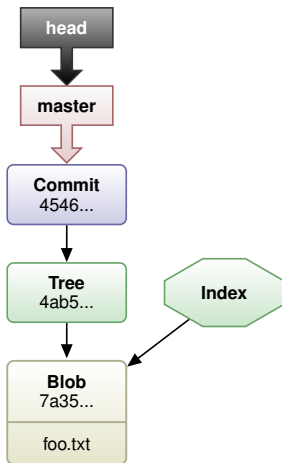 head
master
Commit
4546...
Tree
4ab5...
Index
Blob
7a35...
foo.txt